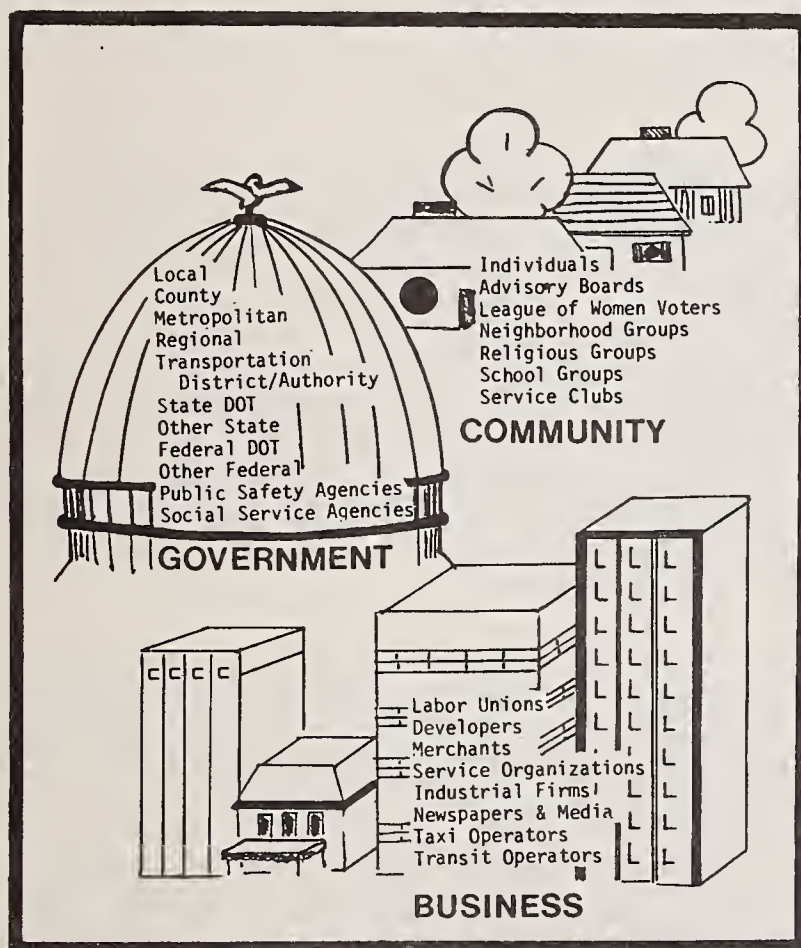 Local
County
Metropolitan
Regional
Transportation
District/Authority
State DOT
Other State
Federal DOT
Other Federal
Public Safety Agencies
Social Service Agencies
GOVERNMENT
Individuals
Advisory Boards
League of Women Voters
Neighborhood Groups
Religious Groups
School Groups
Service Clubs
COMMUNITY
Labor Unions
Developers
Merchants
Service Organizations
Industrial Firms
Newspapers & Media
Taxi Operators
Transit Operators
BUSINESS